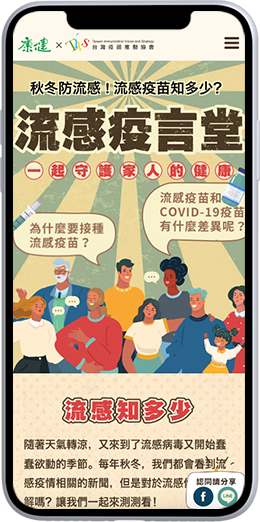 康健 × TIVS
台灣疫苗推動協會
秋冬防流感！流感疫苗知多少？
流感疫言堂
一起守護家人的健康
流感疫苗和
COVID-19疫苗
有什麼差異呢？
為什麼要接種
流感疫苗？
流感知多少
隨著天氣轉涼，又來到了流感病毒又開始蠢
蠢欲動的季節。每年秋冬，我們都會看到流
感疫情相關的新聞，但是對於流感
解嗎？讓我們一起來測測看！
認同請分享
f
LINE